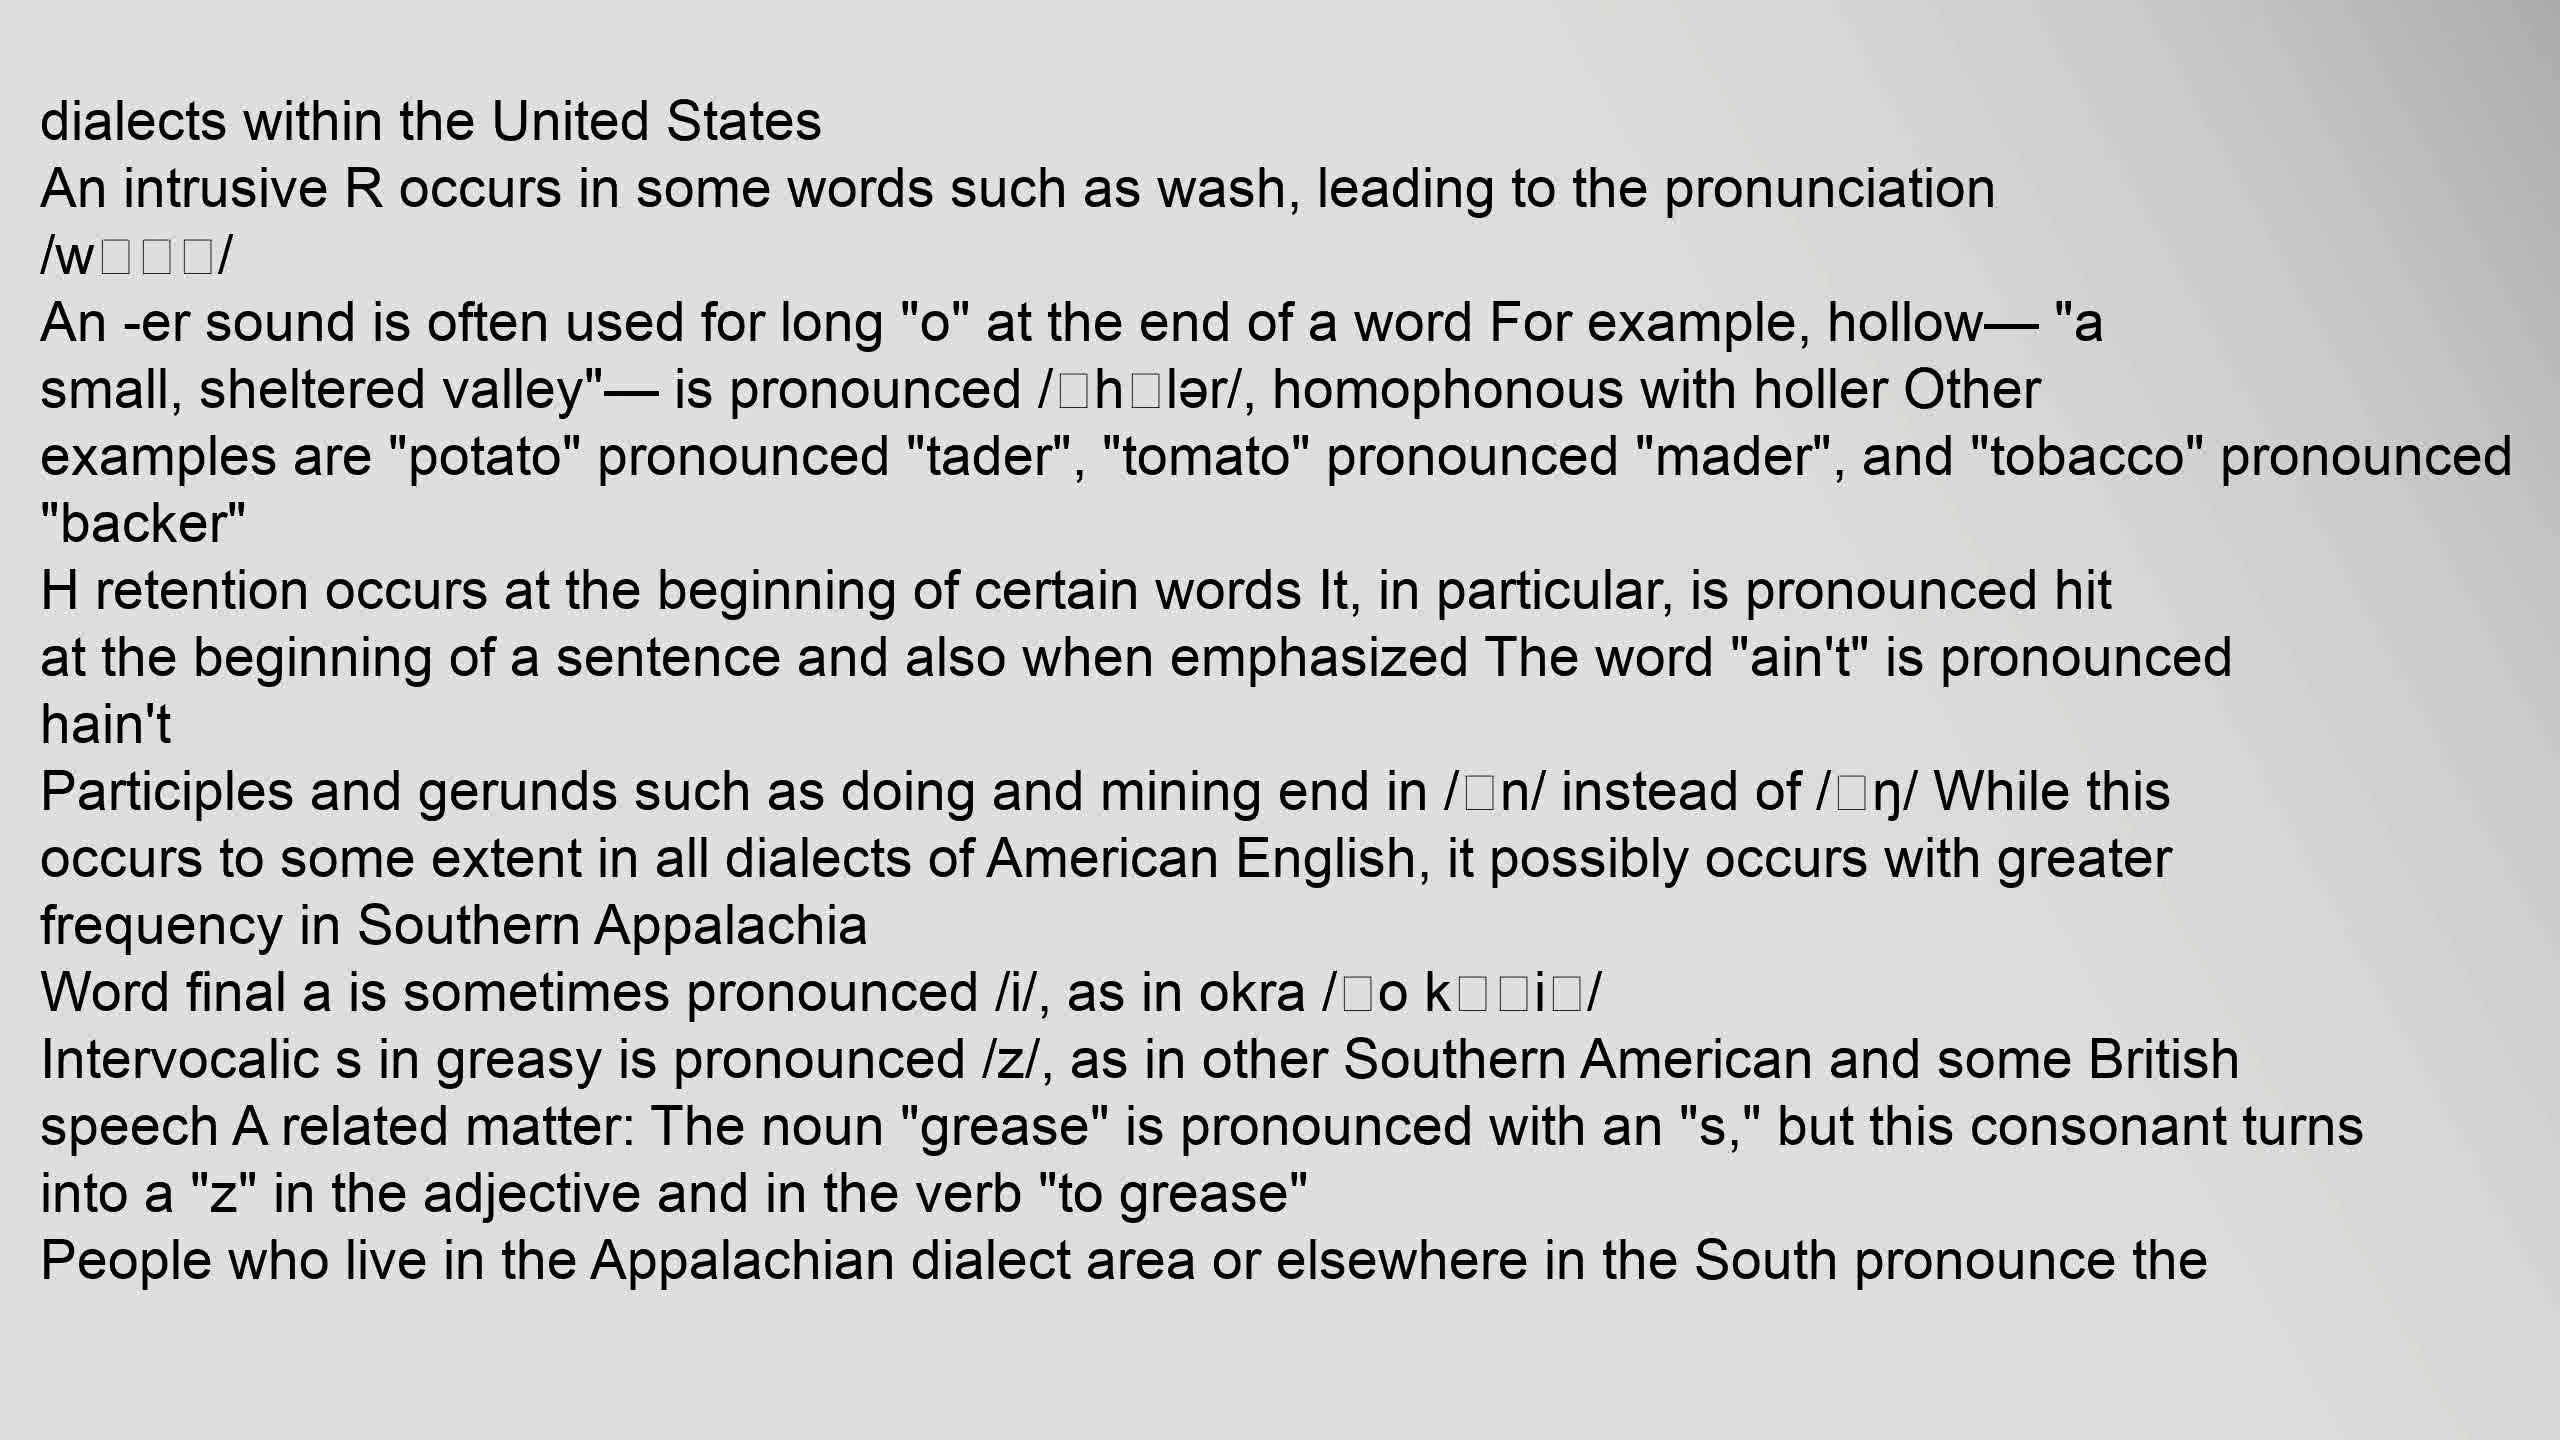 dialects within the United States
An intrusive R occurs in some words such as wash, leading to the pronunciation
/w□□□/
An -er sound is often used for long "o" at the end of a word For example, hollow— "a
small, sheltered valley"— is pronounced /□h□lər/, homophonous with holler Other
examples are "potato" pronounced "tader", "tomato" pronounced "mader", and "tobacco" pronounced
"backer"
H retention occurs at the beginning of certain words It, in particular, is pronounced hit
at the beginning of a sentence and also when emphasized The word "ain't" is pronounced
hain't
Participles and gerunds such as doing and mining end in /□n/ instead of /□ŋ/ While this
occurs to some extent in all dialects of American English, it possibly occurs with greater
frequency in Southern Appalachia
Word final a is sometimes pronounced /i/, as in okra /□o k□□i□/
Intervocalic s in greasy is pronounced /z/, as in other Southern American and some British
speech A related matter: The noun "grease" is pronounced with an "s," but this consonant turns
into a "z" in the adjective and in the verb "to grease"
People who live in the Appalachian dialect area or elsewhere in the South pronounce the